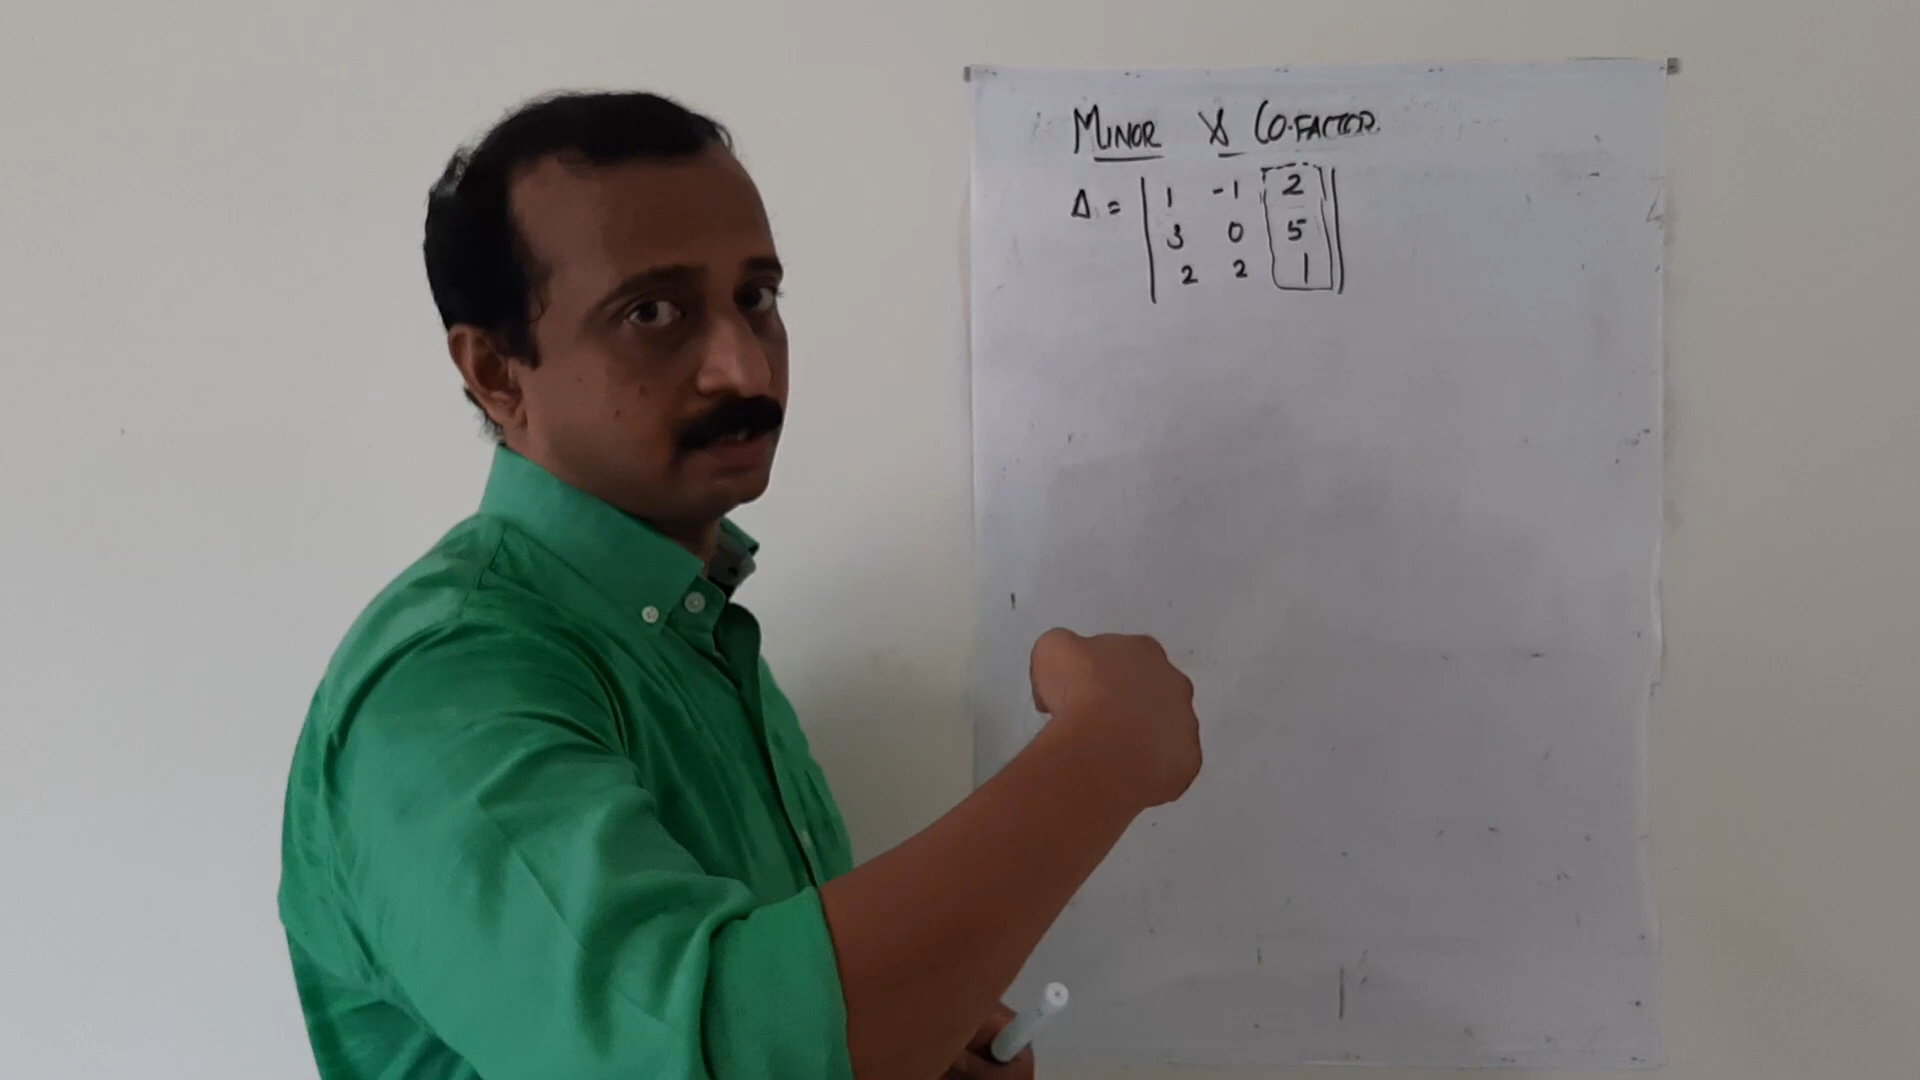 MINOR & CO.FACTOR.
Δ = | 1 -1 2 |
3 0 5
2 2 1